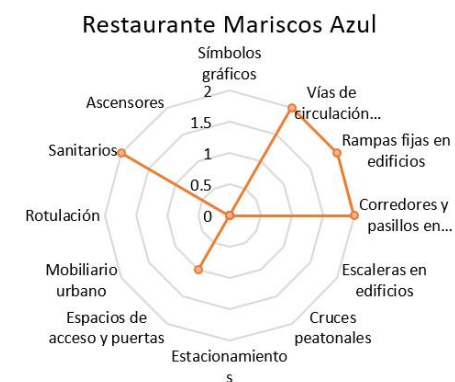 Restaurante Mariscos Azul
Símbolos
gráficos
2
Vías de
circulación...
1.5
Rampas fijas en
edificios
1
0.5
Corredores y
pasillos en...
0
Escaleras en
edificios
Cruces
peatonales
Estacionamiento
s
Espacios de
acceso y puertas
Mobiliario
urbano
Rotulación
Sanitarios
Ascensores